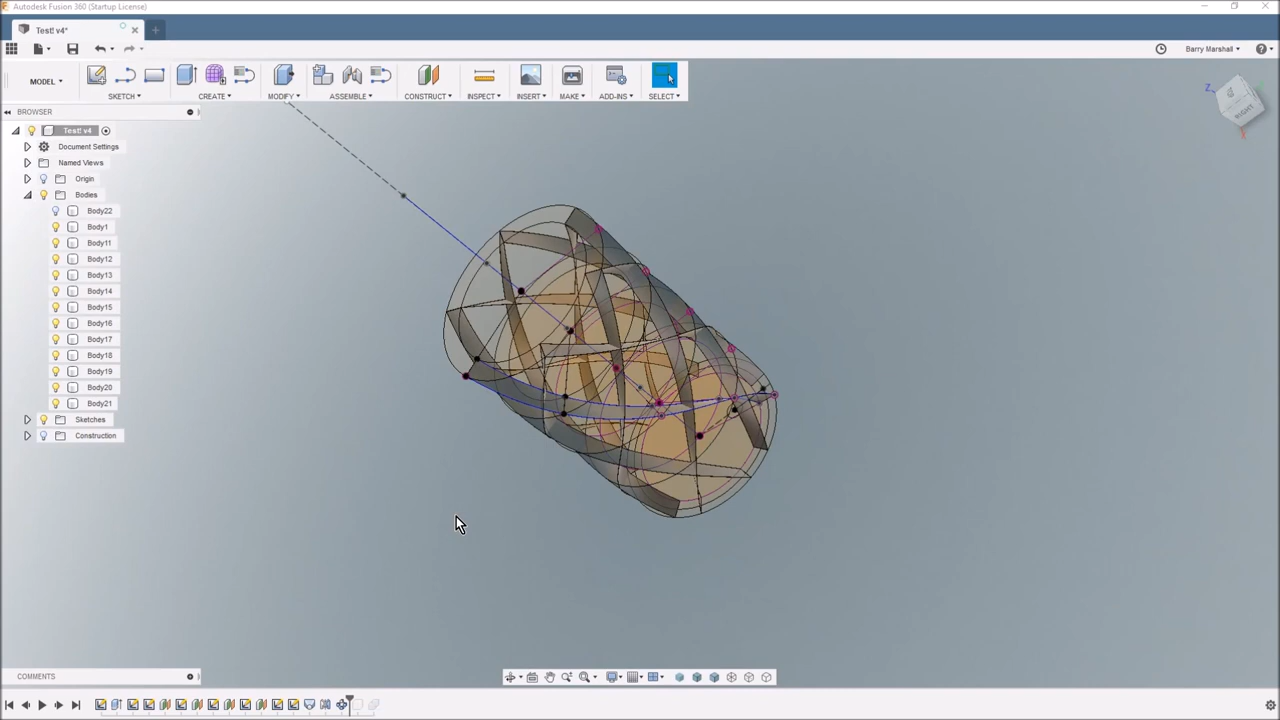 Autodesk Fusion 360 (Startup License)
Test! v4*
Barry Marshall
MODEL
SKETCH
CREATE
MODIFY
ASSEMBLE
CONSTRUCT
INSPECT
INSERT
MAKE
ADD-INS
SELECT
BROWSER
Test! v4
Document Settings
Named Views
Origin
Bodies
Body22
Body1
Body11
Body12
Body13
Body14
Body15
Body16
Body17
Body18
Body19
Body20
Body21
Sketches
Construction
Z
RIGHT
X
COMMENTS